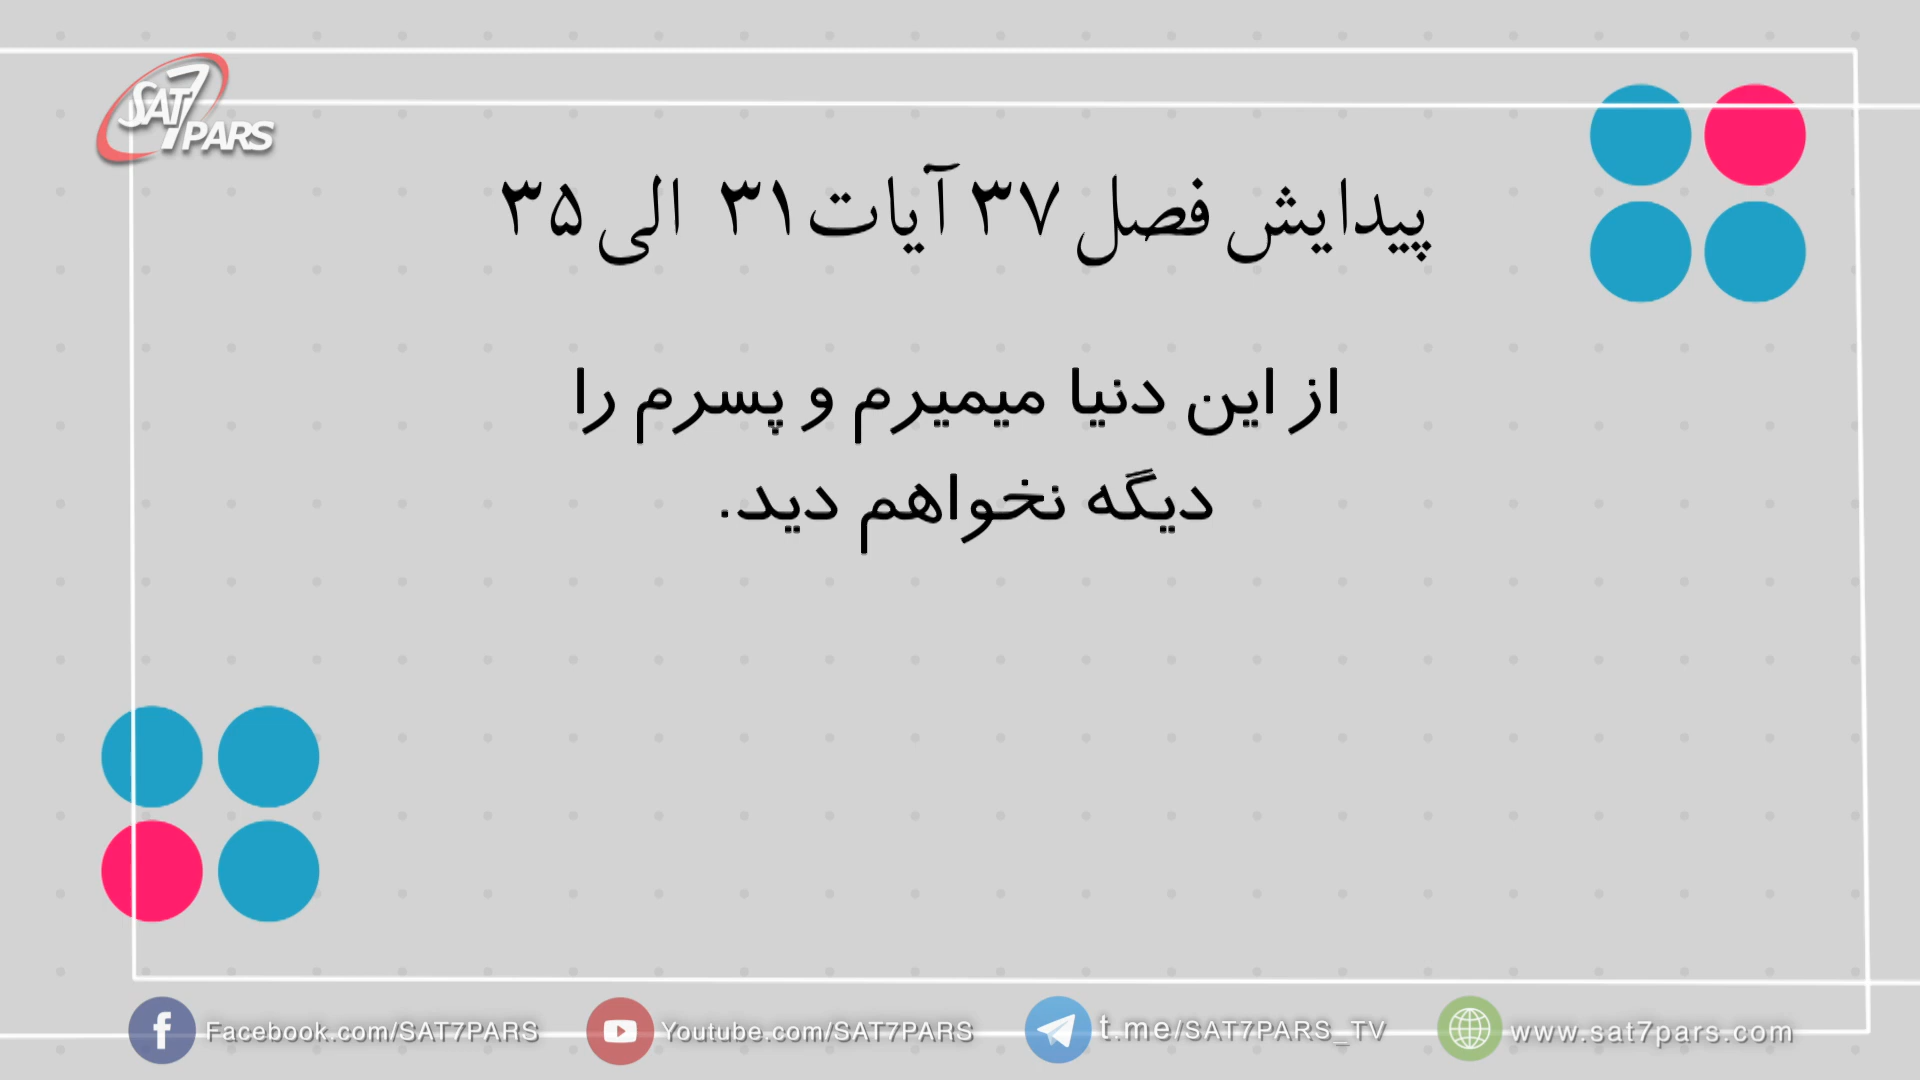 SAT7 PARS
پیدایش فصل ۳۷ آیات ۳۱ الی ۳۵
از این دنیا میمیرم و پسرم را
دیگه نخواهم دید.
Facebook.com/SAT7PARS
Youtube.com/SAT7PARS
t.me/SAT7PARS_TV
www.sat7pars.com